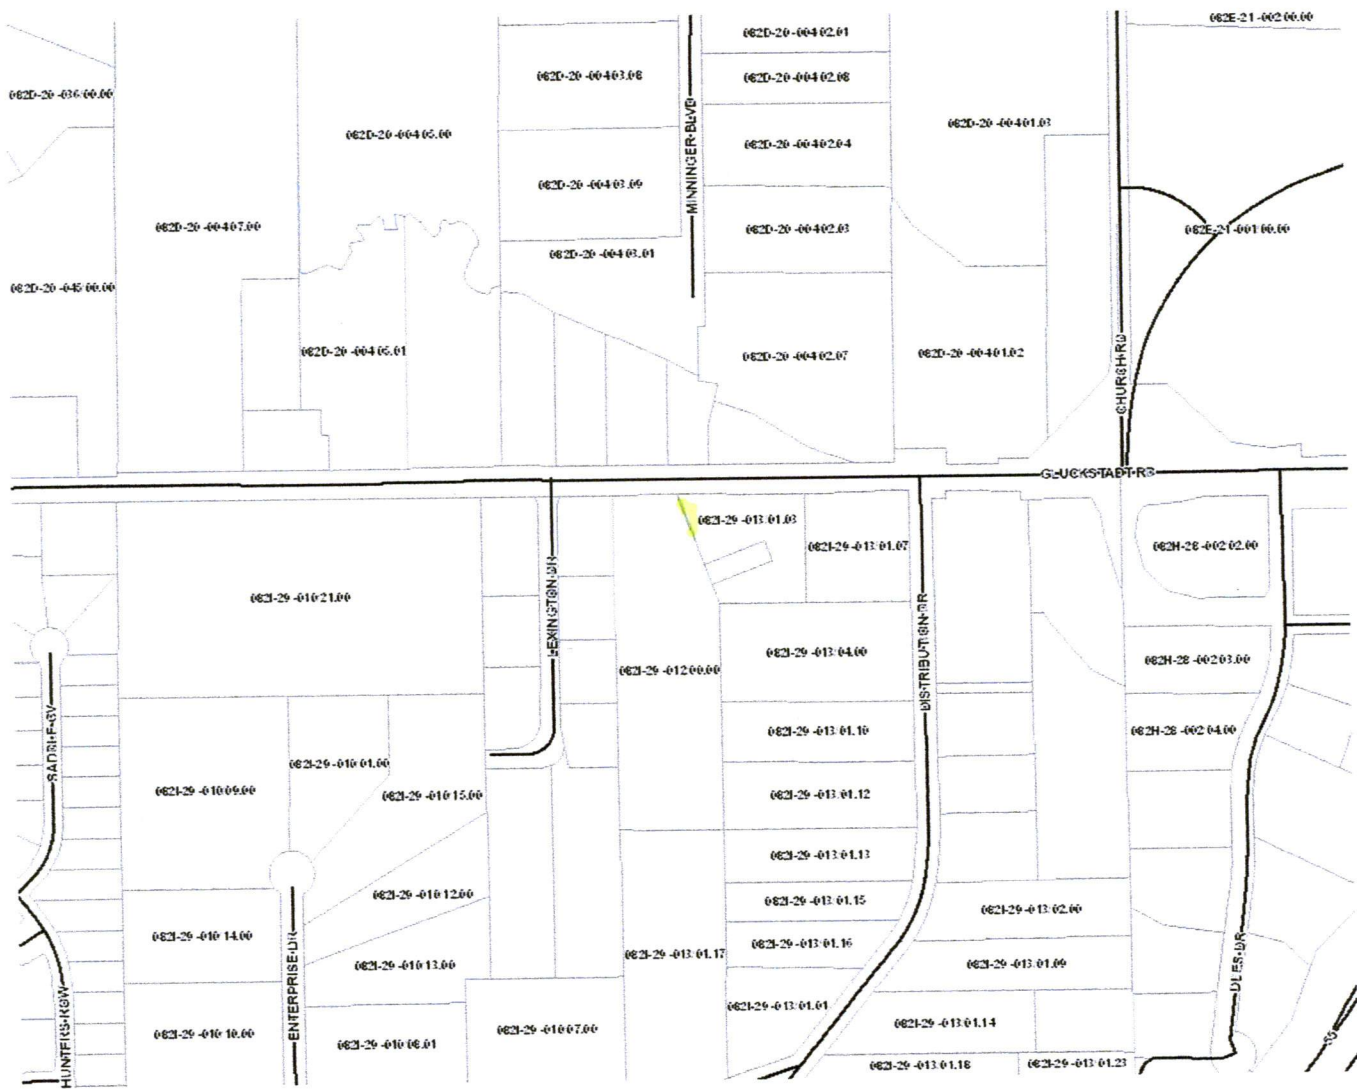 082E-21 -002 00.00
082D-20 -004 02.01
082D-20 -004 03.08
082D-20 -004 02.08
082D-20 -036/00.00
MINNINGER BLVD
082D-20 -004 01.03
082D-20 -004 05.00
082D-20 -004 02.04
082D-20 -004 03.09
082D-20 -004 07.00
082D-20 -004 02.03
082E-21 -001 00.00
082D-20 -004 03.01
082D-20 -045/00.00
082D-20 -004 05.01
082D-20 -004 02.07
082D-20 -004 01.02
CHURCH RD
GLUCKSTADT RD
082I-29 -013/01.03
082I-29 -013/01.07
082H-28 -002/02.00
082I-29 -010/21.00
LEXINGTON DR
082I-29 -012/00.00
082I-29 -013/04.00
DISTRIBUTION DR
082H-28 -002/03.00
082I-29 -013/01.10
082H-28 -002/04.00
SADDLE CV
082I-29 -010/01.00
082I-29 -010/09.00
082I-29 -010/15.00
082I-29 -013/01.12
082I-29 -013/01.13
082I-29 -010/12.00
082I-29 -013/01.15
082I-29 -013/02.00
082I-29 -010/14.00
082I-29 -013/01.16
082I-29 -013/01.17
082I-29 -010/13.00
082I-29 -013/01.09
DLES DR
ENTERPRISE DR
HUNTERS ROW
082I-29 -013/01.01
082I-29 -013/01.14
082I-29 -010/10.00
082I-29 -010/08.01
082I-29 -010/07.00
082I-29 -013/01.18
082I-29 -013/01.23
55